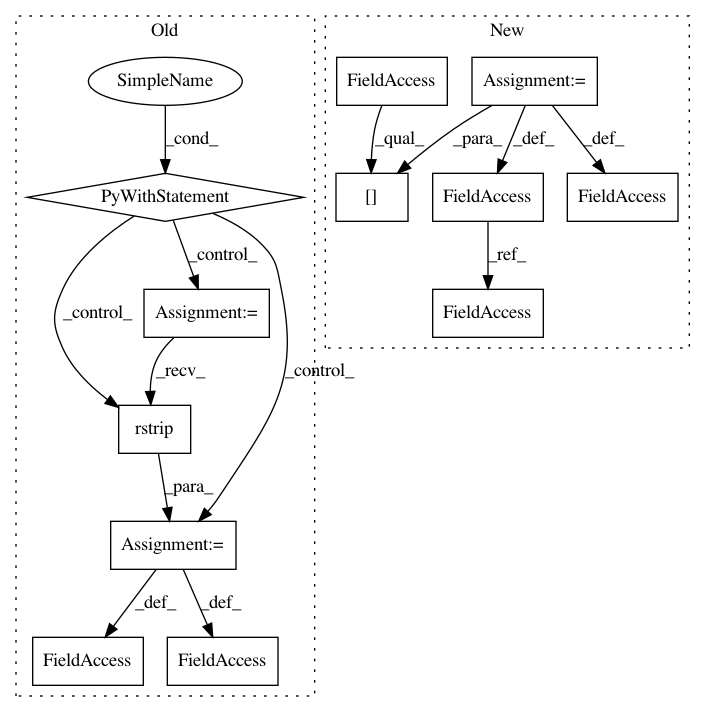 Old
New
SimpleName
FieldAccess
Assignment:=
_cond_
_qual_
_para_
_def_
_def_
PyWithStatement
[]
FieldAccess
FieldAccess
_control_
_ref_
_control_
Assignment:=
FieldAccess
_recv_
_control_
rstrip
_para_
Assignment:=
_def_
_def_
FieldAccess
FieldAccess